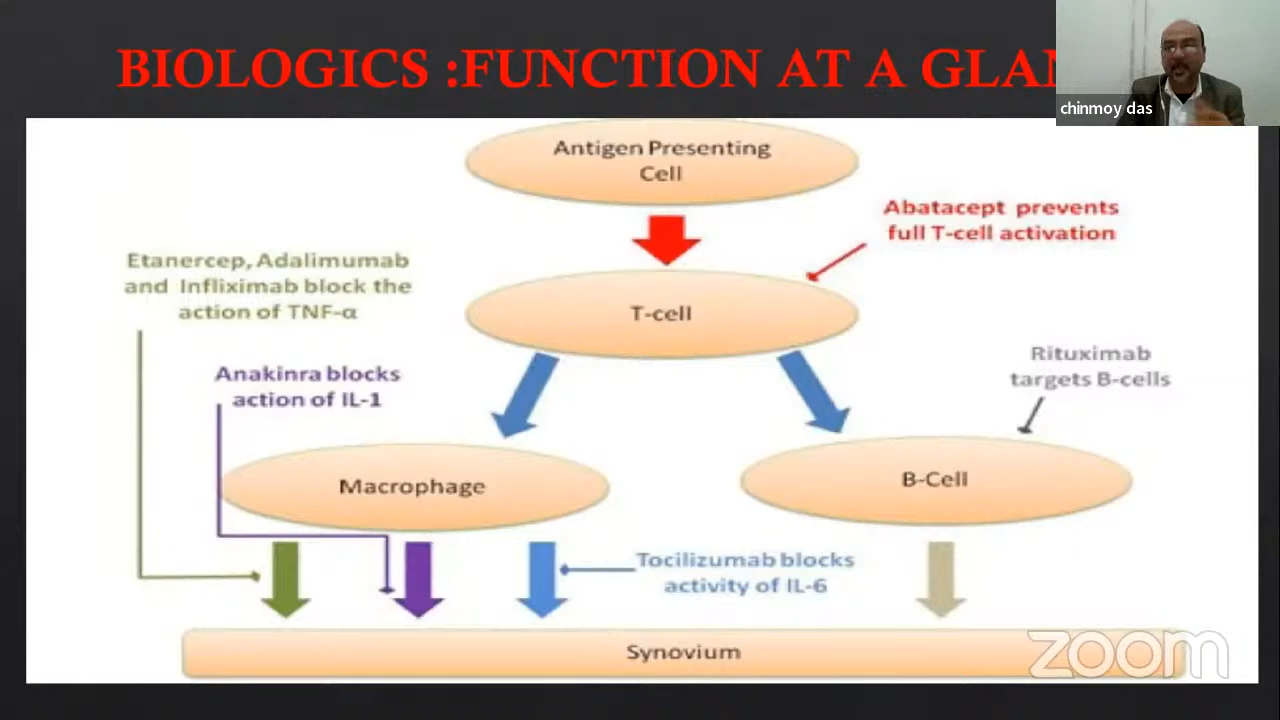 BIOLOGICS :FUNCTION AT A GLAN
chinmoy das
Antigen Presenting
Cell
Abatacept prevents
full T-cell activation
Etanercep, Adalimumab
and Infliximab block the
action of TNF-α
T-cell
Anakinra blocks
action of IL-1
Rituximab
targets B-cells
Macrophage
B-Cell
Tocilizumab blocks
activity of IL-6
Synovium
zoom